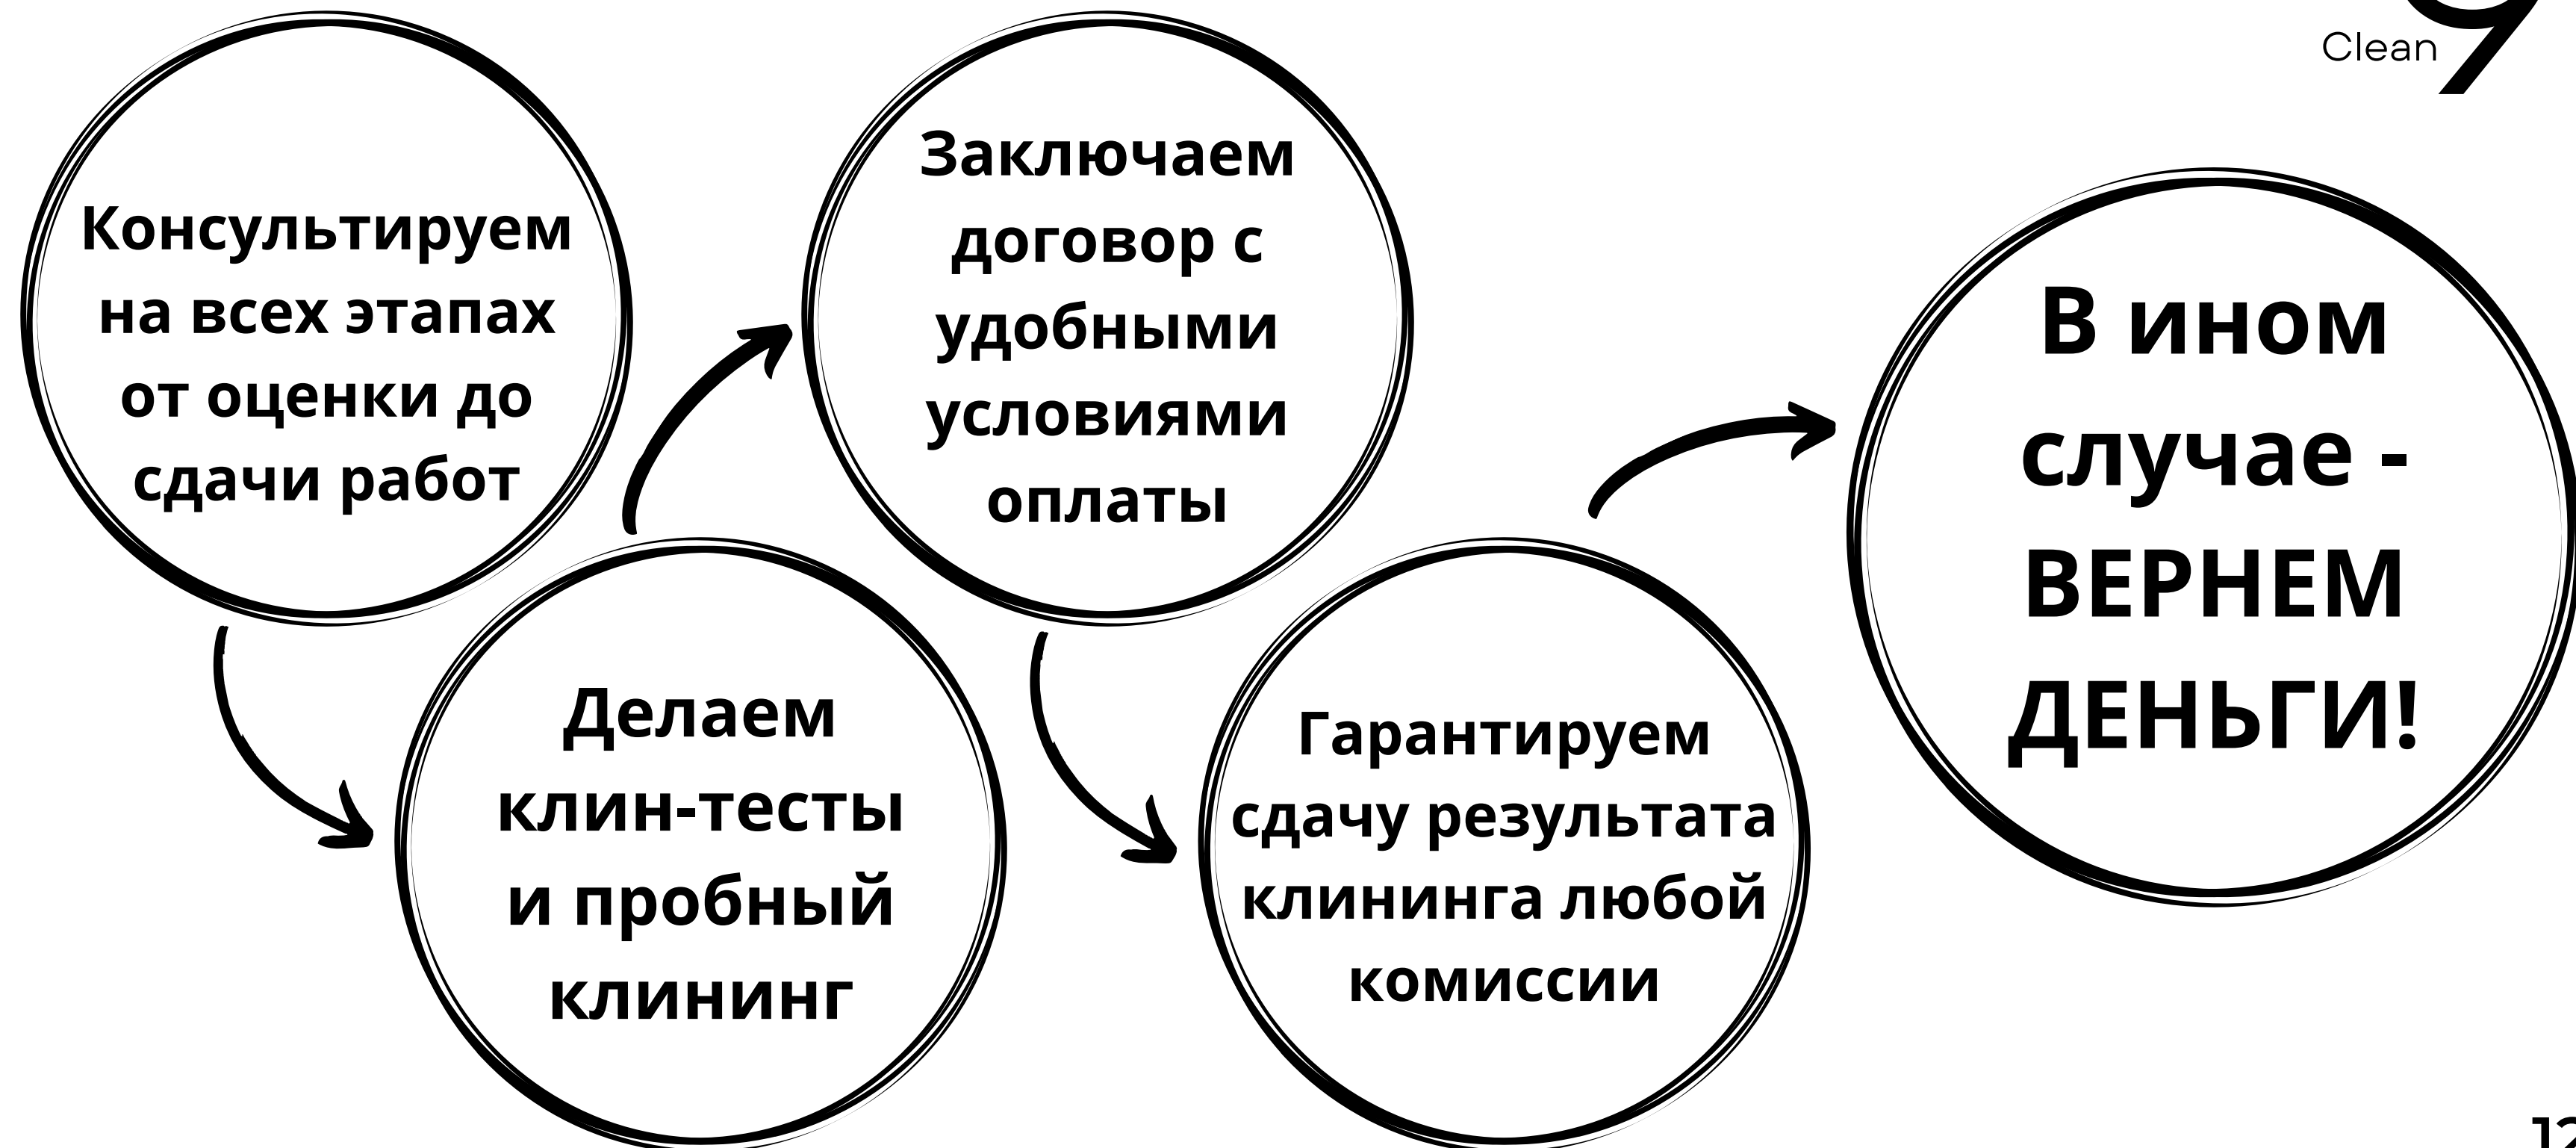 Консультируем
на всех этапах
от оценки до
сдачи работ
Делаем
клин-тесты
и пробный
клининг
Заключаем
договор с
удобными
условиями
оплаты
Гарантируем
сдачу результата
клининга любой
комиссии
В ином
случае -
ВЕРНЕМ
ДЕНЬГИ!
Clean9